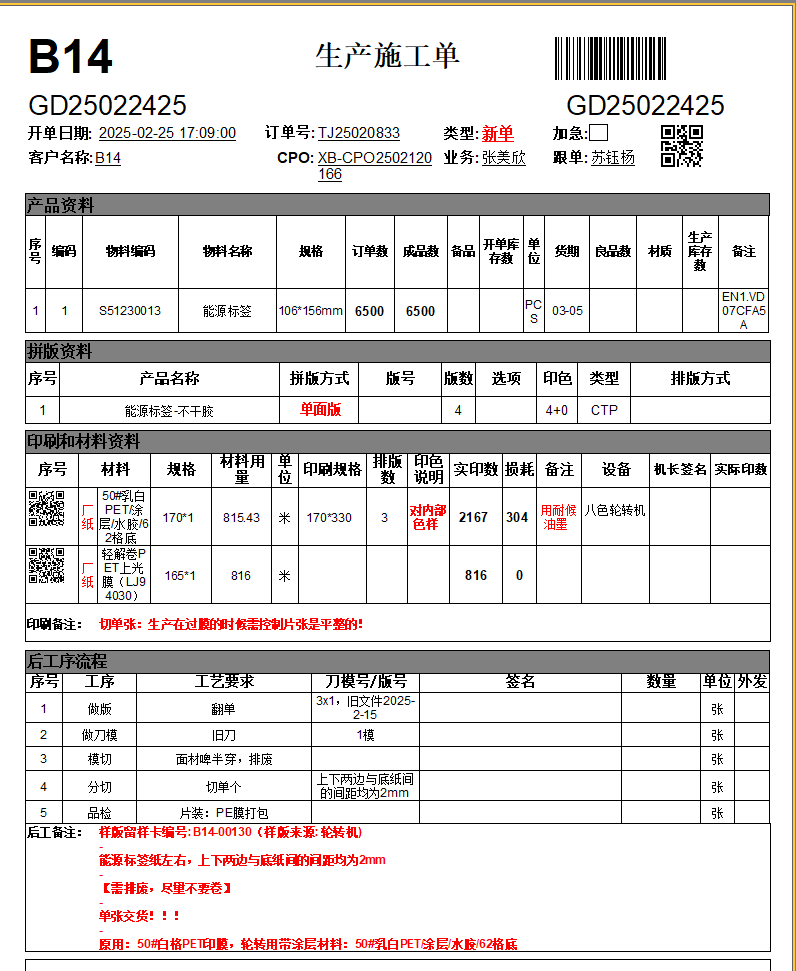 B14
生产施工单
GD25022425
GD25022425
开单日期: 2025-02-25 17:09:00 订单号: TJ25020833 类型: 新单 加急:
客户名称: B14 CPO: XB-CPO2502120 业务: 张美欣 跟单: 苏钰杨
166
产品资料
序号 编码 物料编码 物料名称 规格 订单数 成品数 备品 开单库存数 单位 货期 良品数 材质 生产库存数 备注
1 1 S51230013 能源标签 106*156mm 6500 6500 PCS 03-05 EN1.VD07CFA5A
拼版资料
序号 产品名称 拼版方式 版号 版数 选项 印色 类型 排版方式
1 能源标签-不干胶 单面版 4 4+0 CTP
印刷和材料资料
序号 材料 规格 材料用量 单位 印刷规格 排版数 印色说明 实印数 损耗 备注 设备 机长签名 实际印数
厂纸 50#乳白PET/涂层/水胶/62格底 170*1 815.43 米 170*330 3 对内部色样 2167 304 用耐候油墨 八色轮转机
厂纸 轻解卷PET上光膜（LJ94030） 165*1 816 米 816 0
印刷备注: 切单张：生产在过膜的时候需控制片张是平整的!
后工序流程
序号 工序 工艺要求 刀模号/版号 签名 数量 单位 外发
1 做版 翻单 3x1，旧文件2025-2-15 张
2 做刀模 旧刀 1模 张
3 模切 面材啤半穿，排废 张
4 分切 切单个 上下两边与底纸间的间距均为2mm 张
5 品检 片装：PE膜打包 张
后工备注: 样版留样卡编号: B14-00130（样版来源: 轮转机)
-
能源标签纸左右，上下两边与底纸间的间距均为2mm
-
【需排废，尽里不要卷】
-
单张交货！！！
-
原用：50#白格PET印膜，轮转用带涂层材料：50#乳白PET/涂层/水胶/62格底